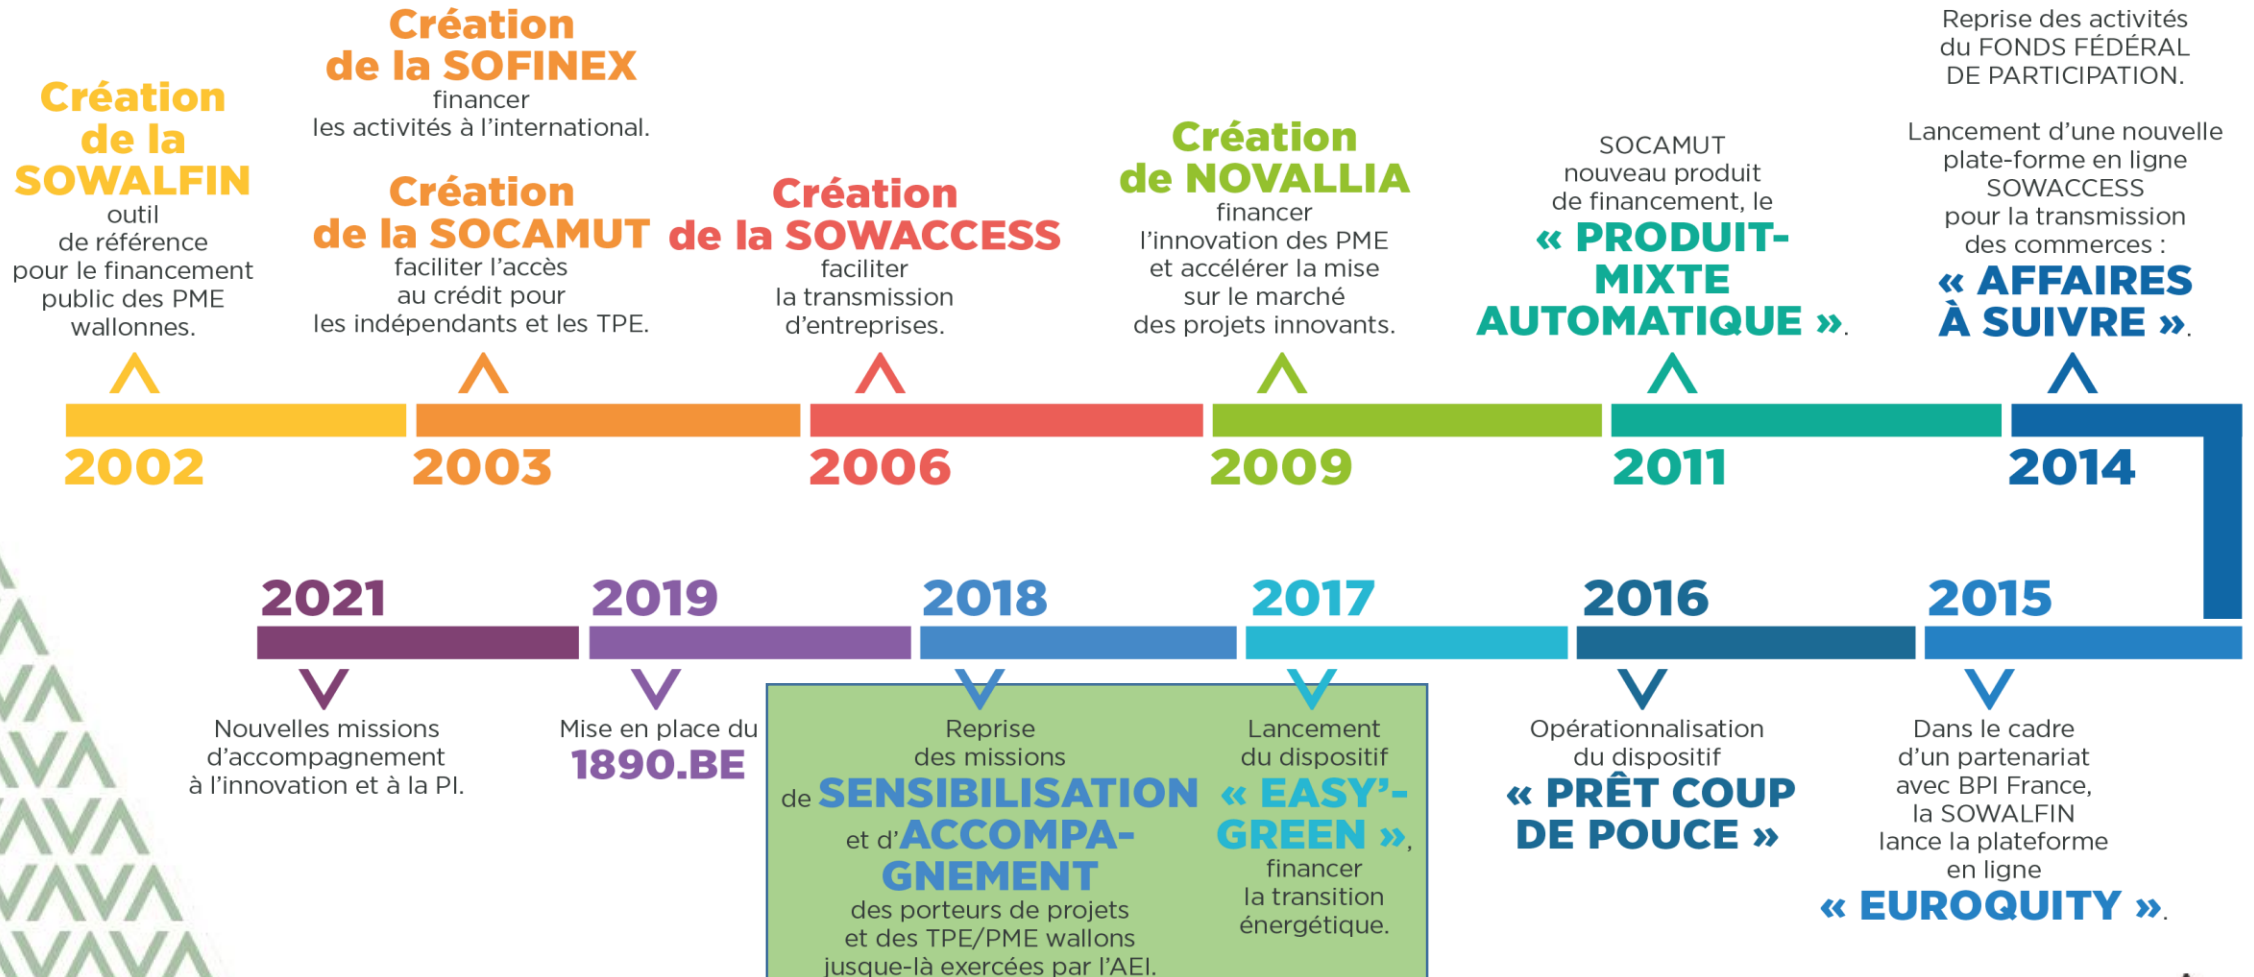 Création
de la
SOWALFIN
outil
de référence
pour le financement
public des PME
wallonnes.
Création
de la SOFINEX
financer
les activités à l’international.
Création
de la SOCAMUT
faciliter l’accès
au crédit pour
les indépendants et les TPE.
Création
de la SOWACCESS
faciliter
la transmission
d’entreprises.
Création
de NOVALLIA
financer
l’innovation des PME
et accélérer la mise
sur le marché
des projets innovants.
SOCAMUT
nouveau produit
de financement, le
« PRODUIT-
MIXTE
AUTOMATIQUE ».
Reprise des activités
du FONDS FÉDÉRAL
DE PARTICIPATION.
Lancement d’une nouvelle
plate-forme en ligne
SOWACCESS
pour la transmission
des commerces :
« AFFAIRES
À SUIVRE ».
2002
2003
2006
2009
2011
2014
2021
2019
2018
2017
2016
2015
Nouvelles missions
d’accompagnement
à l’innovation et à la PI.
Mise en place du
1890.BE
Reprise
des missions
de SENSIBILISATION
et d’ACCOMPA-
GNEMENT
des porteurs de projets
et des TPE/PME wallons
jusque-là exercées par l’AEI.
Lancement
du dispositif
« EASY’-
GREEN »,
financer
la transition
énergétique.
Opérationnalisation
du dispositif
« PRÊT COUP
DE POUCE »
Dans le cadre
d’un partenariat
avec BPI France,
la SOWALFIN
lance la plateforme
en ligne
« EUROQUITY ».